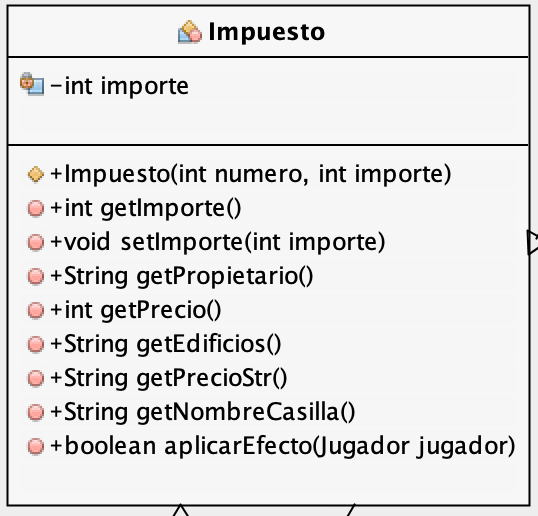 Impuesto
-int importe
+Impuesto(int numero, int importe)
+int getImporte()
+void setImporte(int importe)
+String getPropietario()
+int getPrecio()
+String getEdificios()
+String getPrecioStr()
+String getNombreCasilla()
+boolean aplicarEfecto(Jugador jugador)